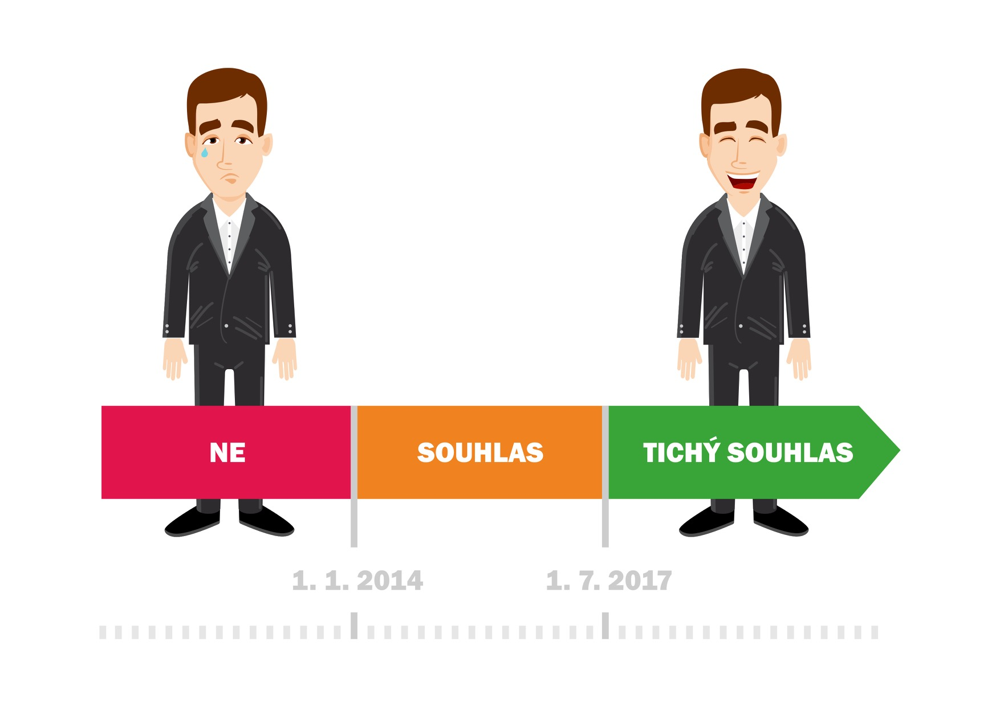 NE
SOUHLAS
TICHÝ SOUHLAS
1. 1. 2014
1. 7. 2017